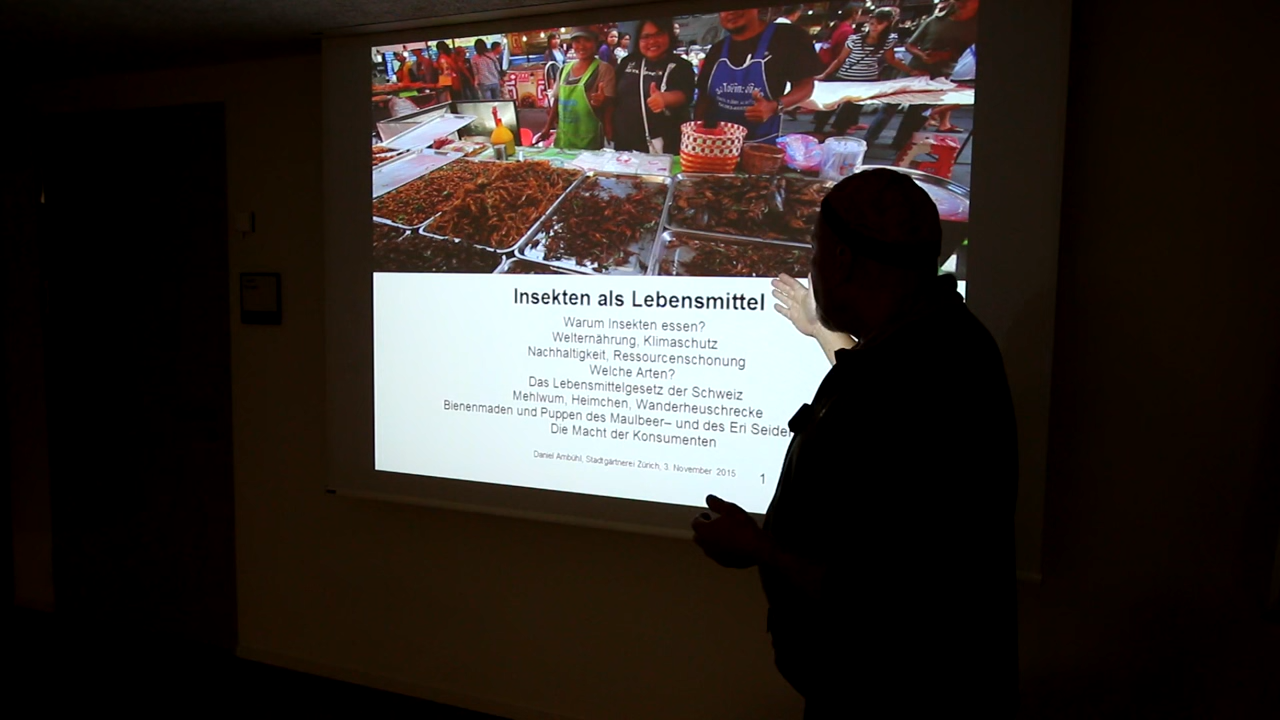 Insekten als Lebensmittel
Warum Insekten essen?
Welternährung, Klimaschutz
Nachhaltigkeit, Ressourcenschonung
Welche Arten?
Das Lebensmittelgesetz der Schweiz
Mehlwum, Heimchen, Wanderheuschrecke
Bienenmaden und Puppen des Maulbeer– und des Eri Seiden
Die Macht der Konsumenten
Daniel Ambühl, Stadtgärtnerei Zürich, 3. November 2015
1